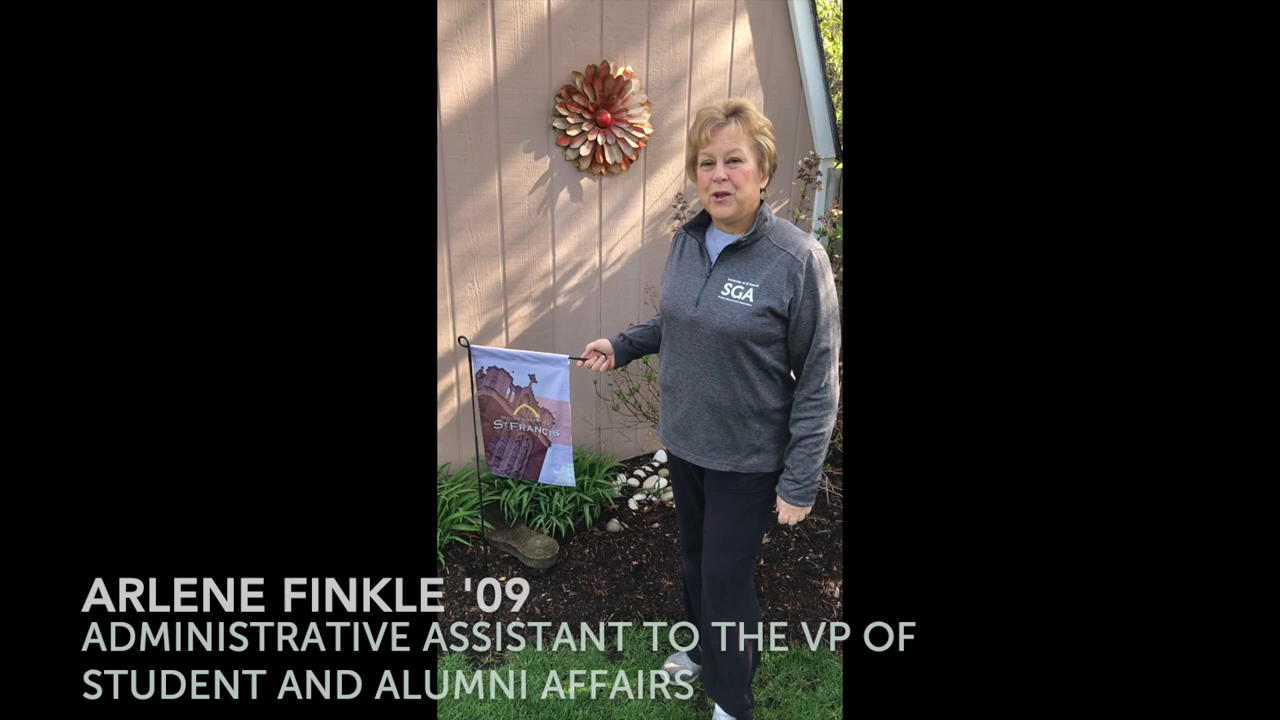 SGA
ST FRANCIS
ARLENE FINKLE '09
ADMINISTRATIVE ASSISTANT TO THE VP OF
STUDENT AND ALUMNI AFFAIRS